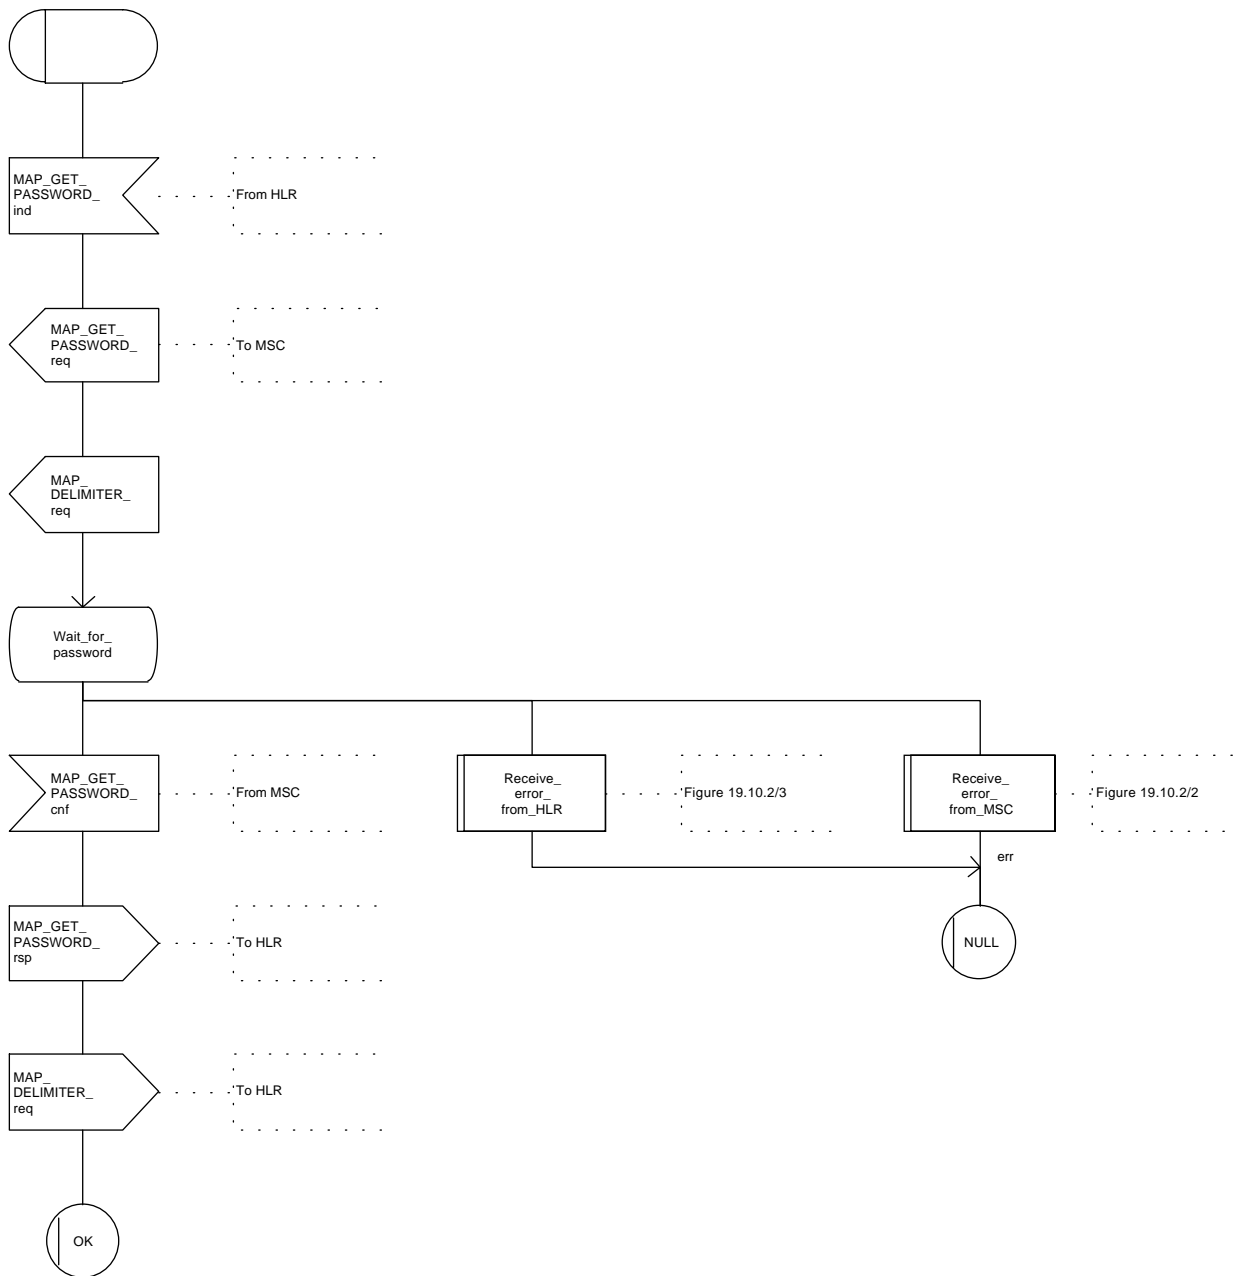 MAP_GET_
PASSWORD_
ind
From HLR
MAP_GET_
PASSWORD_
req
To MSC
MAP_
DELIMITER_
req
Wait_for_
password
MAP_GET_
PASSWORD_
cnf
From MSC
Receive_
error_
from_HLR
Figure 19.10.2/3
Receive_
error_
from_MSC
Figure 19.10.2/2
err
MAP_GET_
PASSWORD_
rsp
To HLR
NULL
MAP_
DELIMITER_
req
To HLR
OK